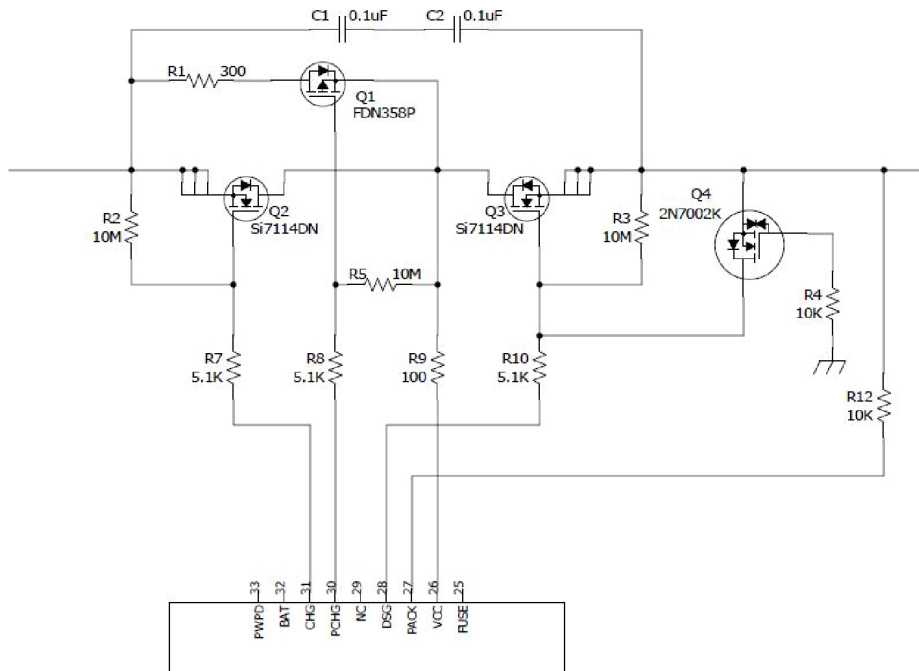 C1 0.1uF C2 0.1uF
R1 300
Q1
FDN358P
Q2
Si7114DN
Q3
Si7114DN
Q4
2N7002K
R2
10M
R3
10M
R5 10M
R4
10K
R7
5.1K
R8
5.1K
R9
100
R10
5.1K
R12
10K
33
32
31
30
29
28
27
26
25
PWPD
BAT
CHG
PCHG
NC
DSG
PACK
VCC
FUSE